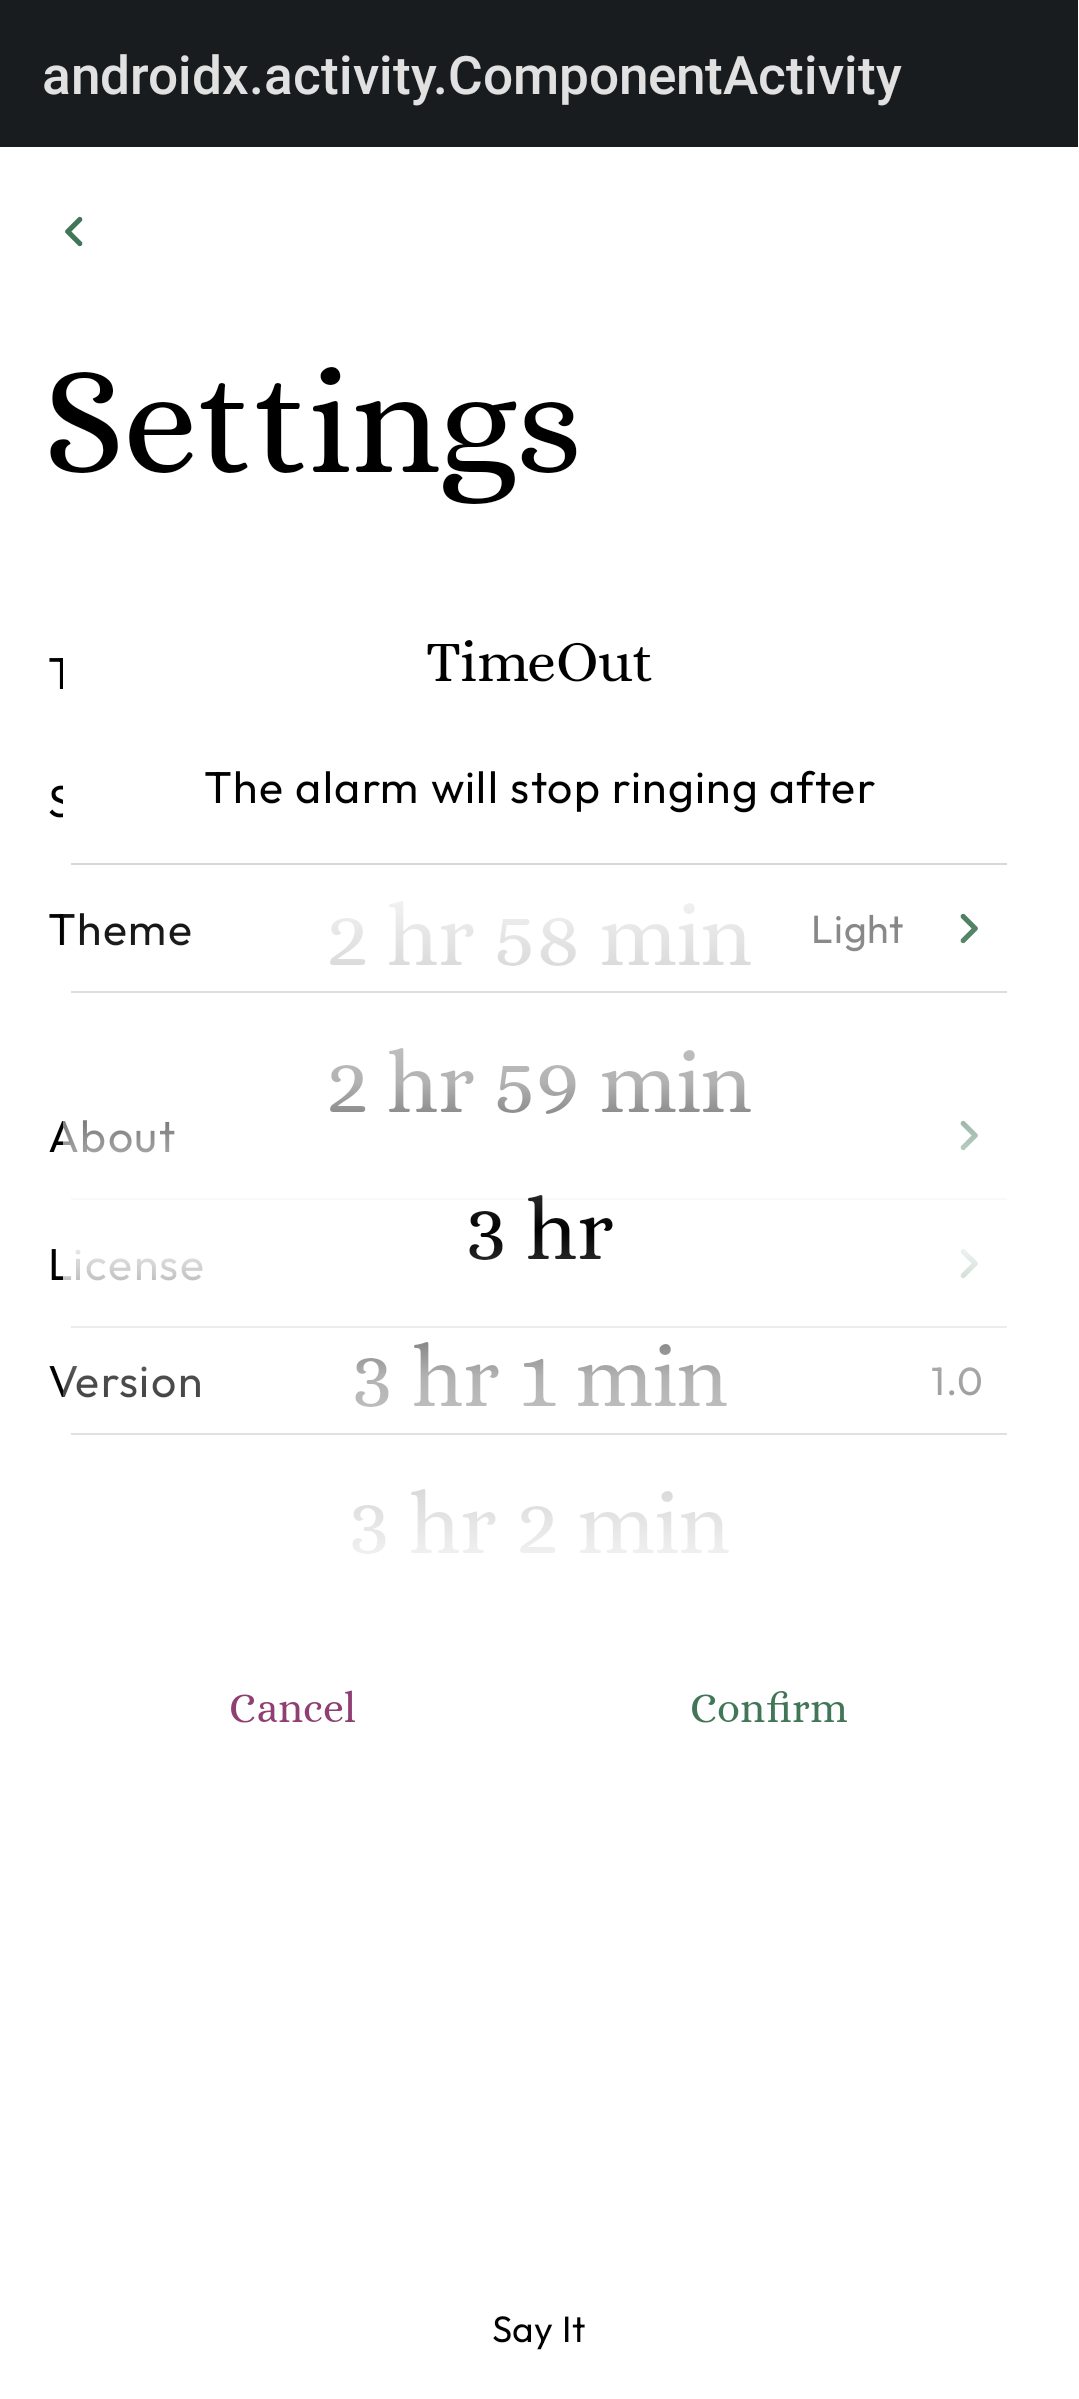 androidx.activity.ComponentActivity
Settings
TimeOut
The alarm will stop ringing after
Theme
2 hr 58 min
Light
2 hr 59 min
About
3 hr
License
3 hr 1 min
Version
1.0
3 hr 2 min
Cancel
Confirm
Say It